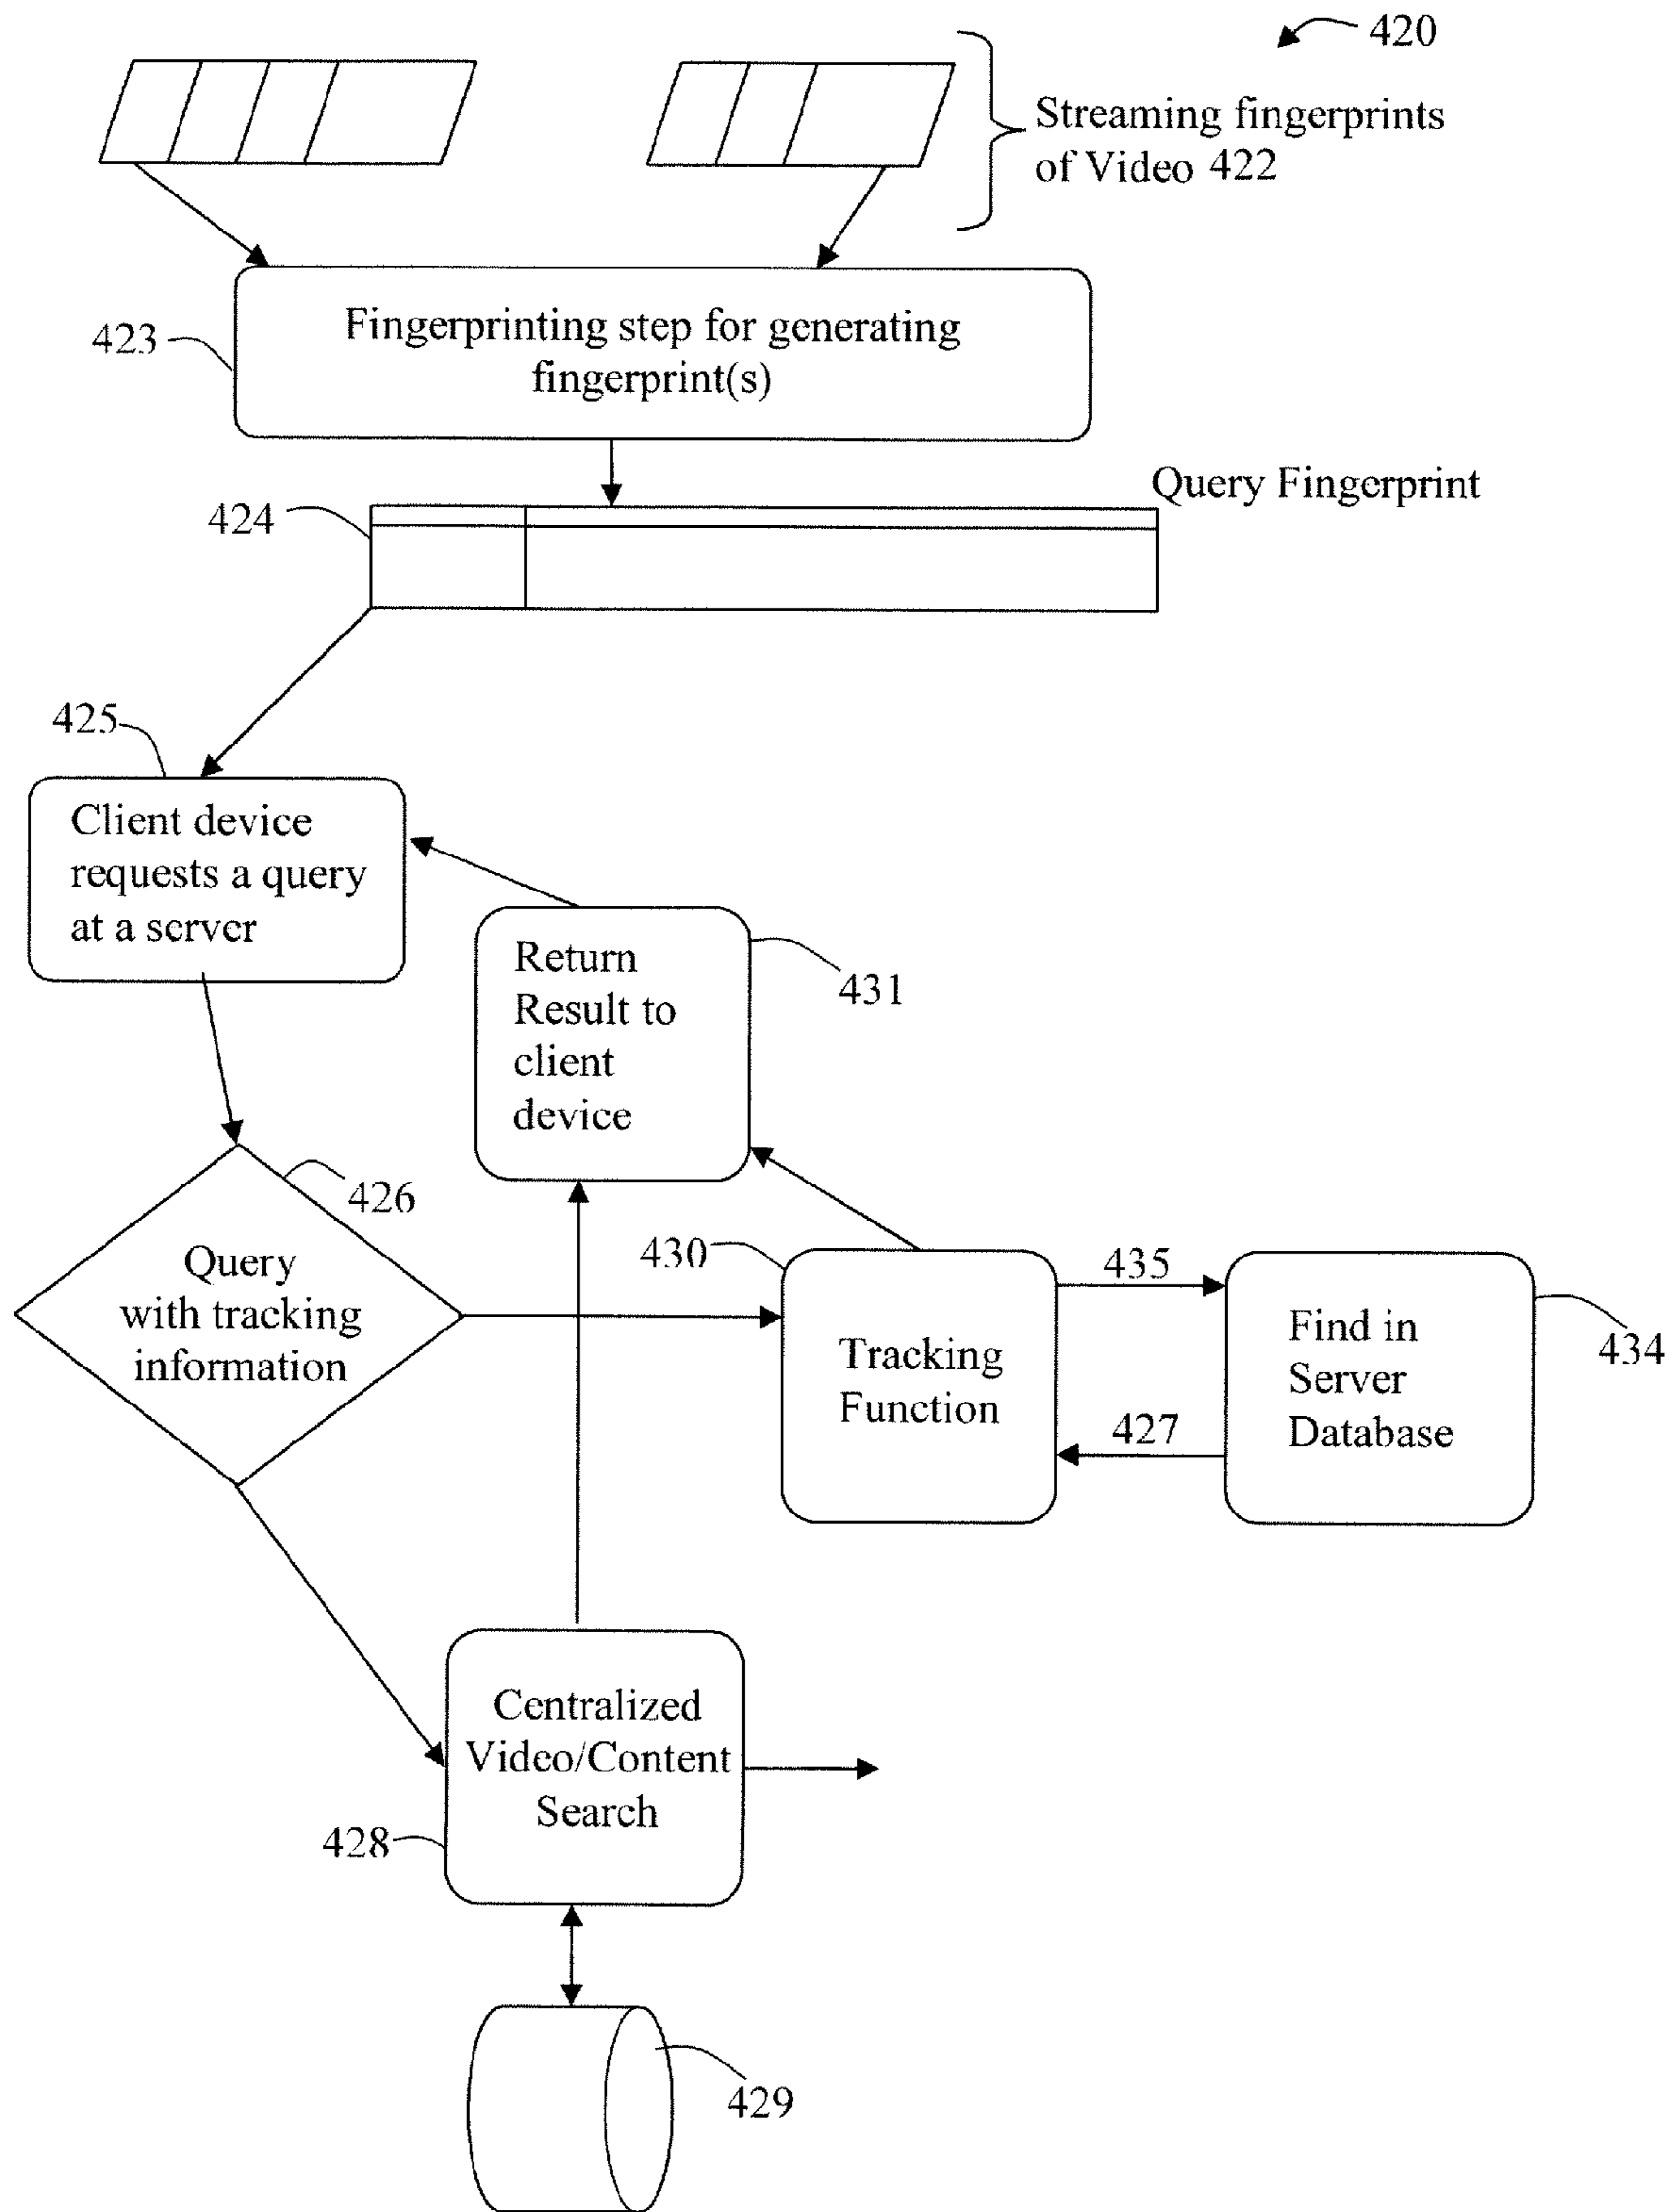 420
Streaming fingerprints
of Video 422
423
Fingerprinting step for generating
fingerprint(s)
Query Fingerprint
424
425
Client device
requests a query
at a server
Return
Result to
client
device
431
426
Query
with tracking
information
430
435
Tracking
Function
427
Find in
Server
Database
434
Centralized
Video/Content
Search
428
429